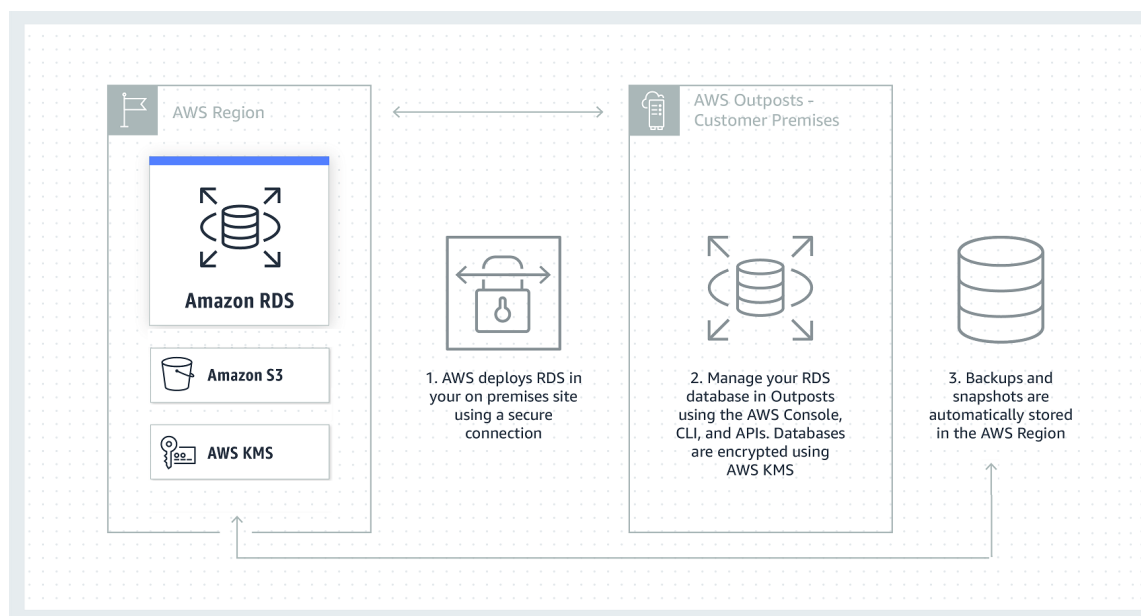 AWS Region
AWS Outposts -
Customer Premises
Amazon RDS
Amazon S3
AWS KMS
1. AWS deploys RDS in
your on premises site
using a secure
connection
2. Manage your RDS
database in Outposts
using the AWS Console,
CLI, and APIs. Databases
are encrypted using
AWS KMS
3. Backups and
snapshots are
automatically stored
in the AWS Region